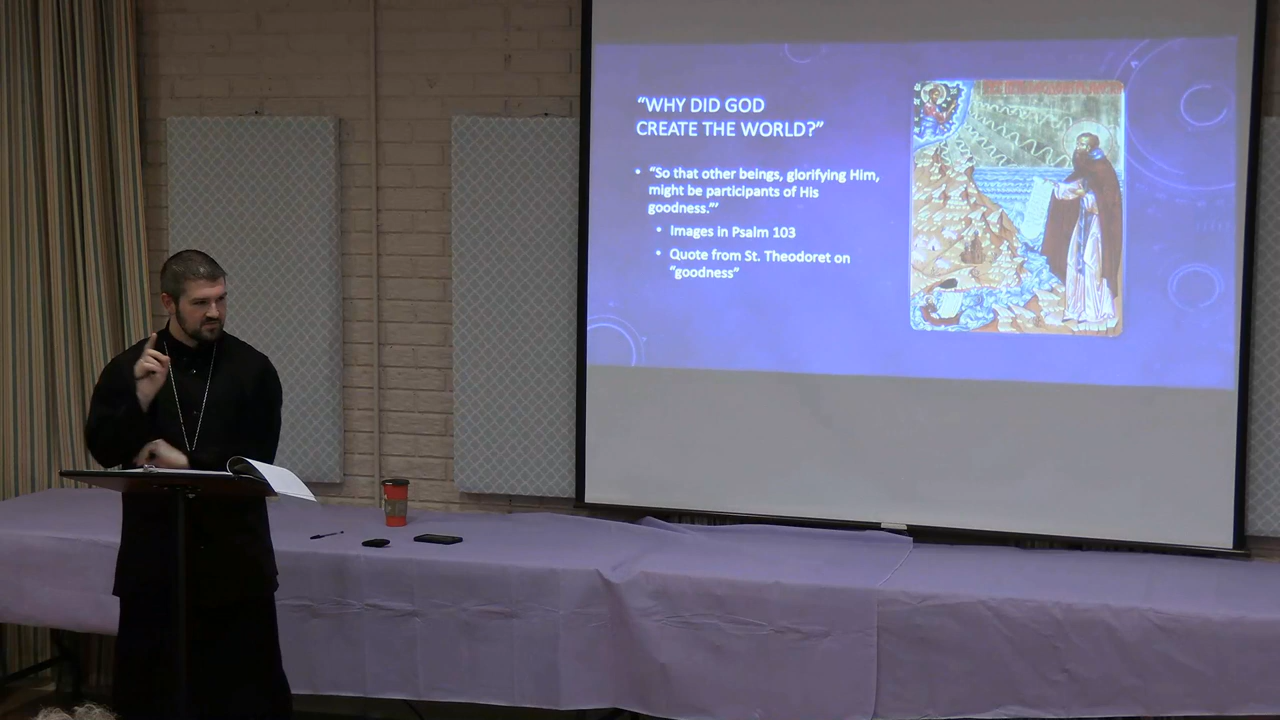 “WHY DID GOD
CREATE THE WORLD?”
• “So that other beings, glorifying Him,
might be participants of His
goodness.”’
• Images in Psalm 103
• Quote from St. Theodoret on
“goodness”